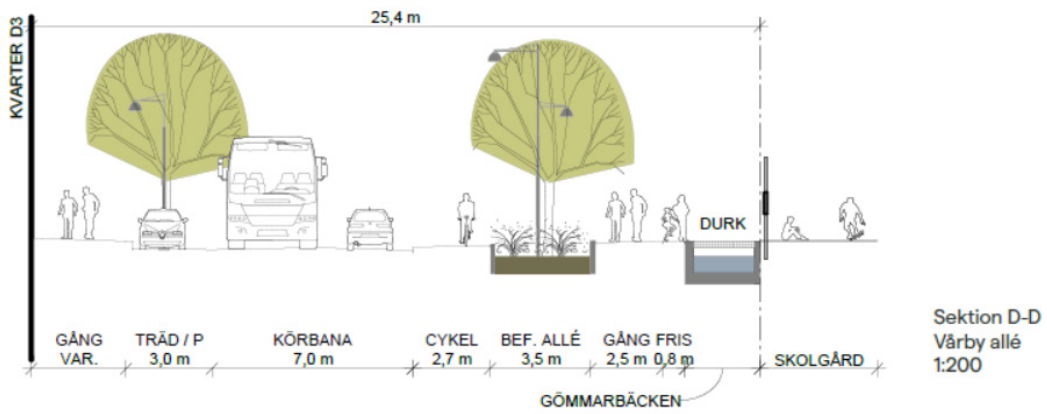 25,4 m
KVARTER D3
DURK
GÅNG TRÄD / P KÖRBANA CYKEL BEF. ALLÉ GÅNG FRIS
VAR. 3,0 m 7,0 m 2,7 m 3,5 m 2,5 m 0,8 m SKOLGÅRD
GÖMMARBÄCKEN
Sektion D-D
Vårby allé
1:200